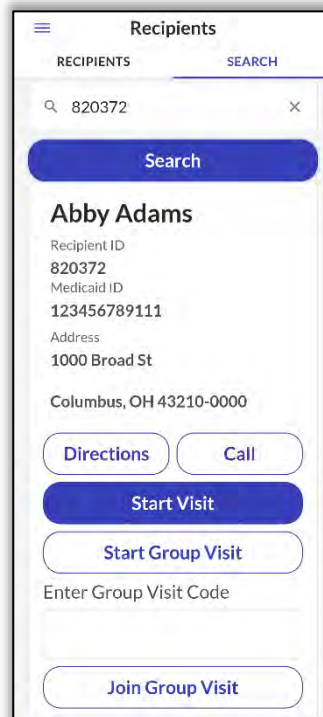 Recipients
RECIPIENTS SEARCH
820372
Search
Abby Adams
Recipient ID
820372
Medicaid ID
123456789111
Address
1000 Broad St
Columbus, OH 43210-0000
Directions Call
Start Visit
Start Group Visit
Enter Group Visit Code
Join Group Visit